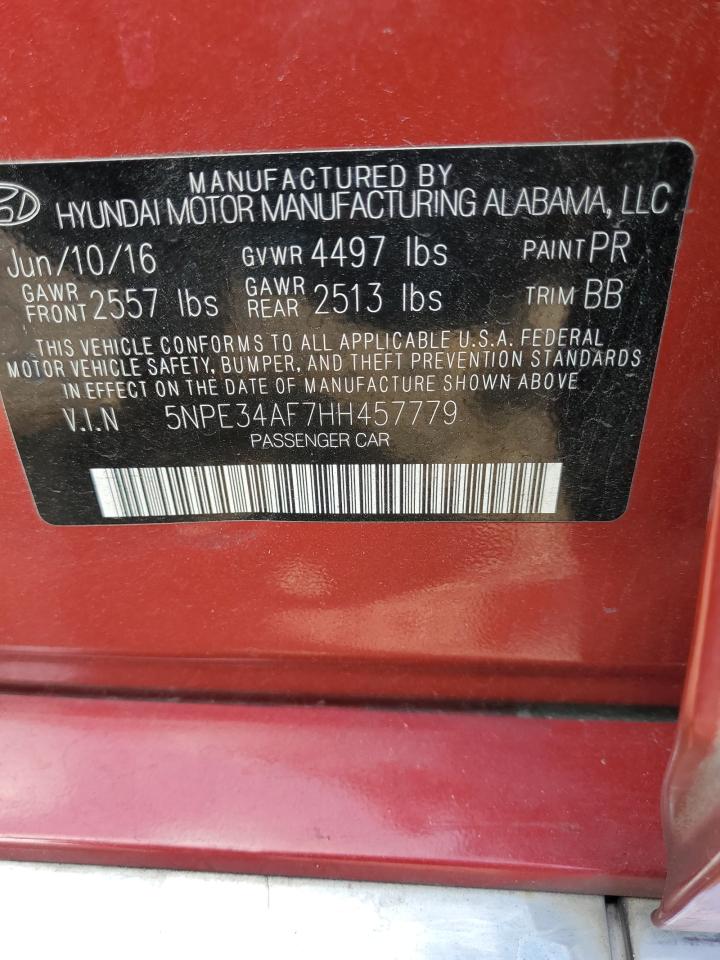 MANUFACTURED BY
HYUNDAI MOTOR MANUFACTURING ALABAMA, LLC
Jun/10/16 GVWR 4497 lbs PAINT PR
GAWR FRONT 2557 lbs GAWR REAR 2513 lbs TRIM BB
THIS VEHICLE CONFORMS TO ALL APPLICABLE U.S.A. FEDERAL
MOTOR VEHICLE SAFETY, BUMPER, AND THEFT PREVENTION STANDARDS
IN EFFECT ON THE DATE OF MANUFACTURE SHOWN ABOVE
V.I.N 5NPE34AF7HH457779
PASSENGER CAR